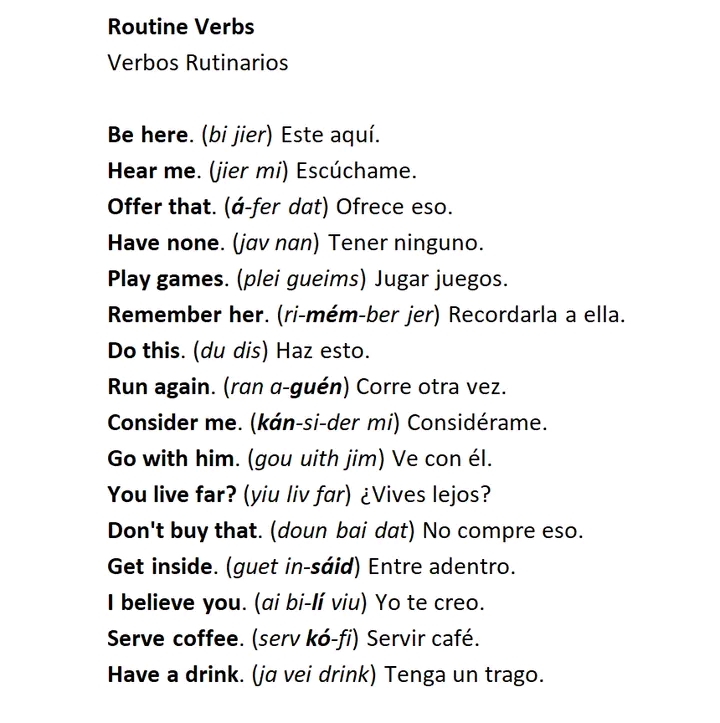 Routine Verbs
Verbos Rutinarios
Be here. (bi jier) Este aquí.
Hear me. (jier mi) Escúchame.
Offer that. (á-fer dat) Ofrece eso.
Have none. (jav nan) Tener ninguno.
Play games. (plei gueims) Jugar juegos.
Remember her. (ri-mém-ber jer) Recordarla a ella.
Do this. (du dis) Haz esto.
Run again. (ran a-guén) Corre otra vez.
Consider me. (kán-si-der mi) Considérame.
Go with him. (gou uith jim) Ve con él.
You live far? (yiu liv far) ¿Vives lejos?
Don't buy that. (doun bai dat) No compre eso.
Get inside. (guet in-sáid) Entre adentro.
I believe you. (ai bi-lí viu) Yo te creo.
Serve coffee. (serv kó-fi) Servir café.
Have a drink. (ja vei drink) Tenga un trago.